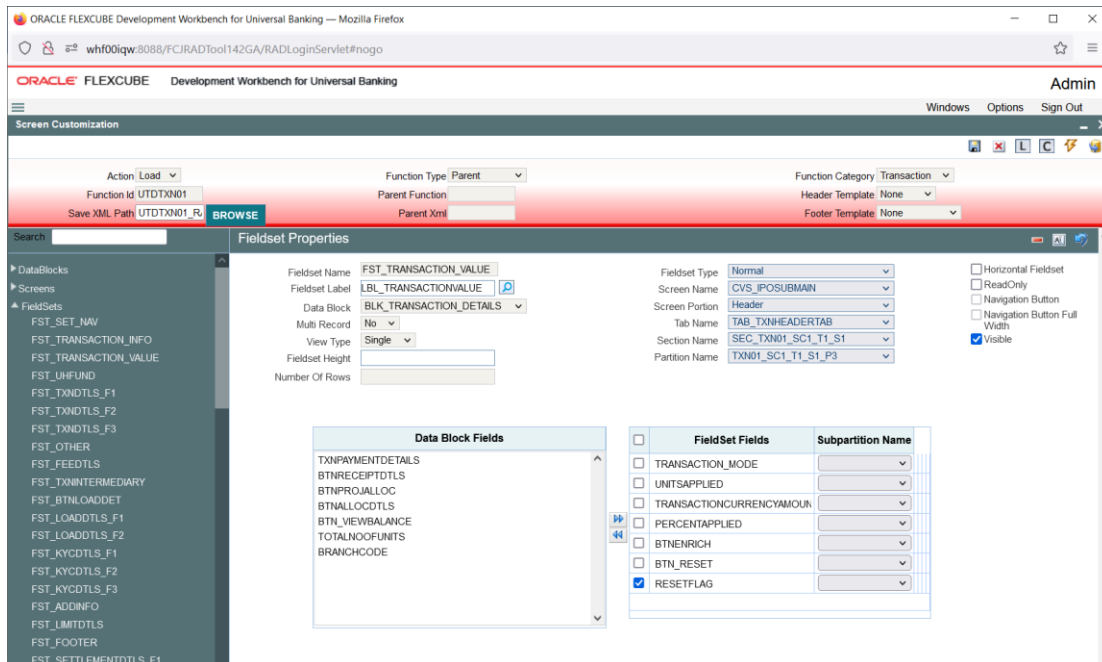 ORACLE FLEXCUBE Development Workbench for Universal Banking — Mozilla Firefox
whf00iqw:8088/FCJRADTool142GA/RADLoginServlet#nogo
ORACLE FLEXCUBE Development Workbench for Universal Banking Admin
Windows Options Sign Out
Screen Customization
L C
Action Load Function Type Parent Function Category Transaction
Function Id UTDTXN01 Parent Function Header Template None
Save XML Path UTDTXN01_R BROWSE Parent Xml Footer Template None
Search Fieldset Properties
DataBlocks
Screens
FieldSets
FST_SET_NAV
FST_TRANSACTION_INFO
FST_TRANSACTION_VALUE
FST_UHFUND
FST_TXNDTLS_F1
FST_TXNDTLS_F2
FST_TXNDTLS_F3
FST_OTHER
FST_FEEDTLS
FST_TXNINTERMEDIARY
FST_BTNLOADDET
FST_LOADDTLS_F1
FST_LOADDTLS_F2
FST_KYCDTLS_F1
FST_KYCDTLS_F2
FST_KYCDTLS_F3
FST_ADDINFO
FST_LIMITDTLS
FST_FOOTER
FST_SETTLEMENTDTLS_F1
Fieldset Name FST_TRANSACTION_VALUE
Fieldset Label LBL_TRANSACTIONVALUE
Data Block BLK_TRANSACTION_DETAILS
Multi Record No
View Type Single
Fieldset Height
Number Of Rows
Fieldset Type Normal
Screen Name CVS_IPOSUBMAIN
Screen Portion Header
Tab Name TAB_TXNHEADERTAB
Section Name SEC_TXN01_SC1_T1_S1
Partition Name TXN01_SC1_T1_S1_P3
Horizontal Fieldset
ReadOnly
Navigation Button
Navigation Button Full
Width
Visible
Data Block Fields
TXNPAYMENTDETAILS
BTNRECEIPTDTLS
BTNPROJALLOC
BTNALLOCDTLS
BTN_VIEWBALANCE
TOTALNOOFUNITS
BRANCHCODE
FieldSet Fields Subpartition Name
TRANSACTION_MODE
UNITSAPPLIED
TRANSACTIONCURRENCYAMOUN
PERCENTAPPLIED
BTNENRICH
BTN_RESET
RESETFLAG